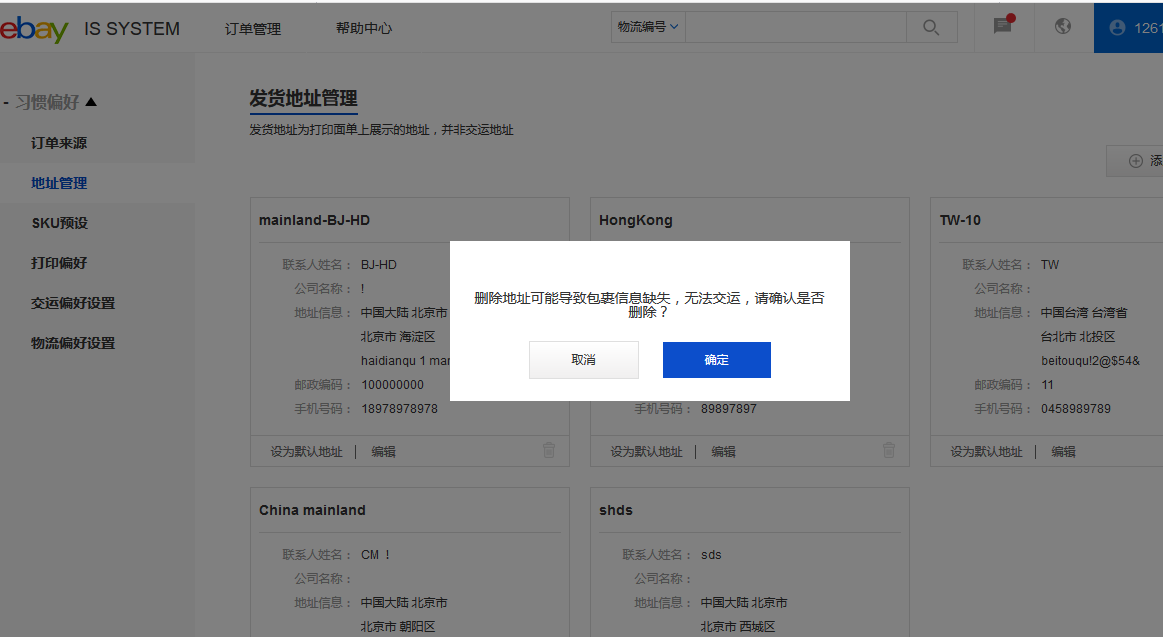 ebay IS SYSTEM 订单管理 帮助中心 物流编号 1261
- 习惯偏好 ▲
订单来源
地址管理
SKU预设
打印偏好
交运偏好设置
物流偏好设置
发货地址管理
发货地址为打印面单上展示的地址，并非交运地址
添
mainland-BJ-HD
联系人姓名： BJ-HD
公司名称： !
地址信息： 中国大陆 北京市
北京市 海淀区
haidianqu 1 mar
邮政编码： 100000000
手机号码： 18978978978
设为默认地址 | 编辑
HongKong
手机号码： 89897897
设为默认地址 | 编辑
TW-10
联系人姓名： TW
公司名称：
地址信息： 中国台湾 台湾省
台北市 北投区
beitouqu!2@$54&
邮政编码： 11
手机号码： 0458989789
设为默认地址 | 编辑
删除地址可能导致包裹信息缺失，无法交运，请确认是否
删除？
取消 确定
China mainland
联系人姓名： CM ！
公司名称：
地址信息： 中国大陆 北京市
北京市 朝阳区
shds
联系人姓名： sds
公司名称：
地址信息： 中国大陆 北京市
北京市 西城区